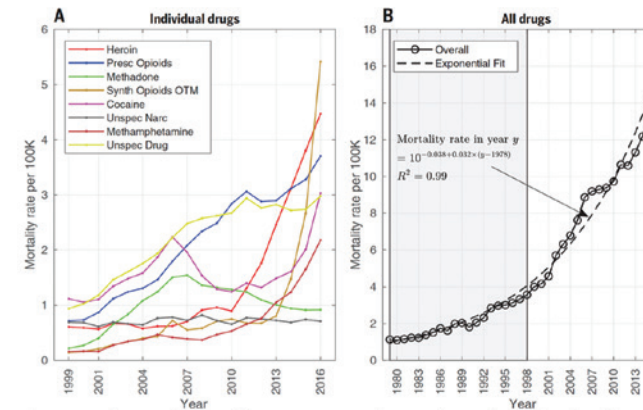 A
Individual drugs
Mortality rate per 100K
6
5
4
3
2
1
0
Heroin
Presc Opioids
Methadone
Synth Opioids OTM
Cocaine
Unspec Narc
Methamphetamine
Unspec Drug
1999
2001
2004
2007
2010
2013
2016
Year
B
All drugs
Mortality rate per 100K
18
16
14
12
10
8
6
4
2
0
Overall
Exponential Fit
Mortality rate in year y
= 10^{-0.038+0.032×(y−1978)}
R² = 0.99
1980
1983
1986
1989
1992
1995
1998
2001
2004
2007
2010
2013
Year